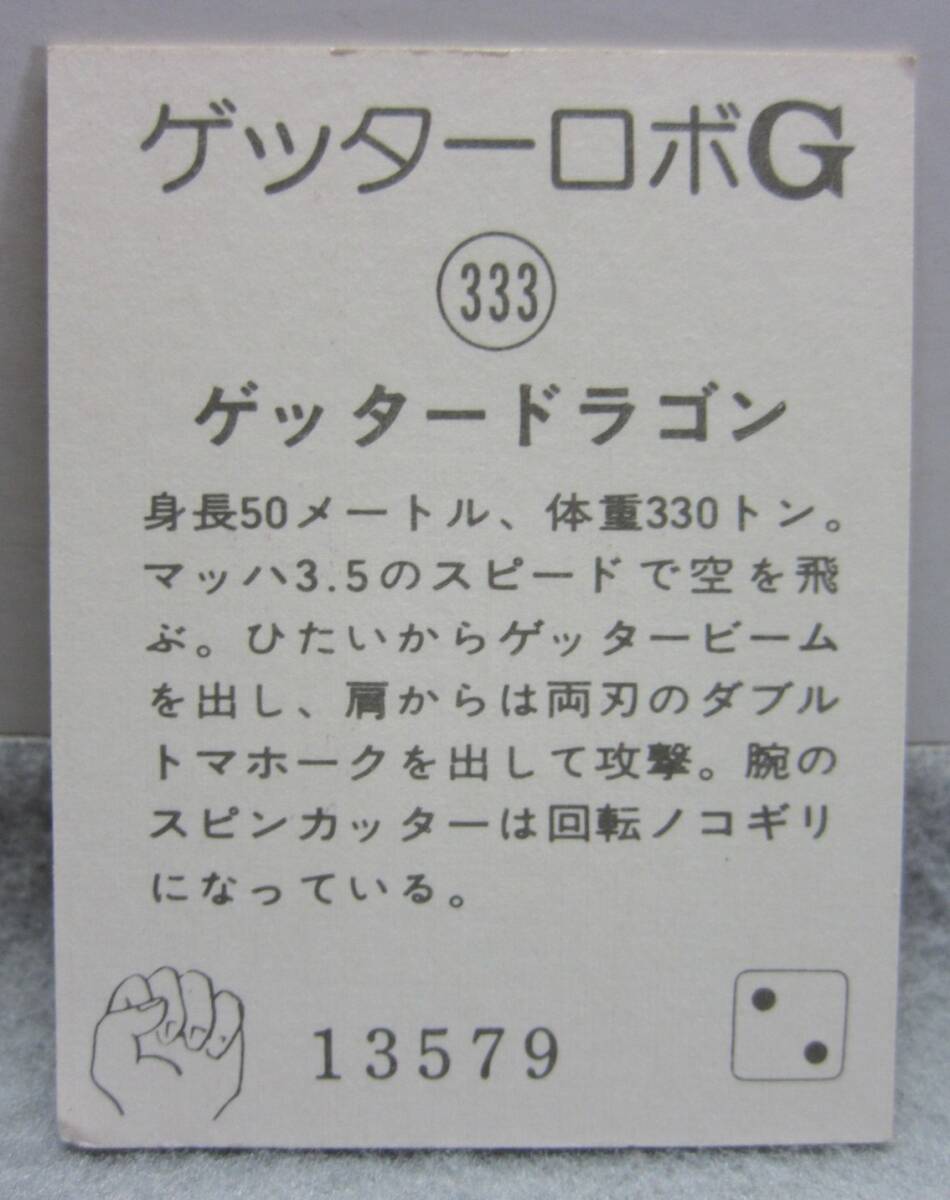 ゲッターロボG
333
ゲッタードラゴン
身長50メートル、体重330トン。
マッハ3.5のスピードで空を飛
ぶ。ひたいからゲッタービーム
を出し、肩からは両刃のダブル
トマホークを出して攻撃。腕の
スピンカッターは回転ノコギリ
になっている。
13579